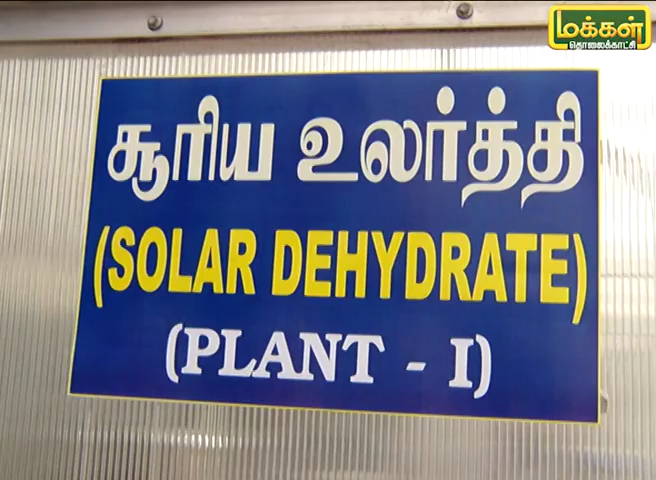 மக்கள்
தொலைக்காட்சி
சூரிய உலர்த்தி
(SOLAR DEHYDRATE)
(PLANT - I)